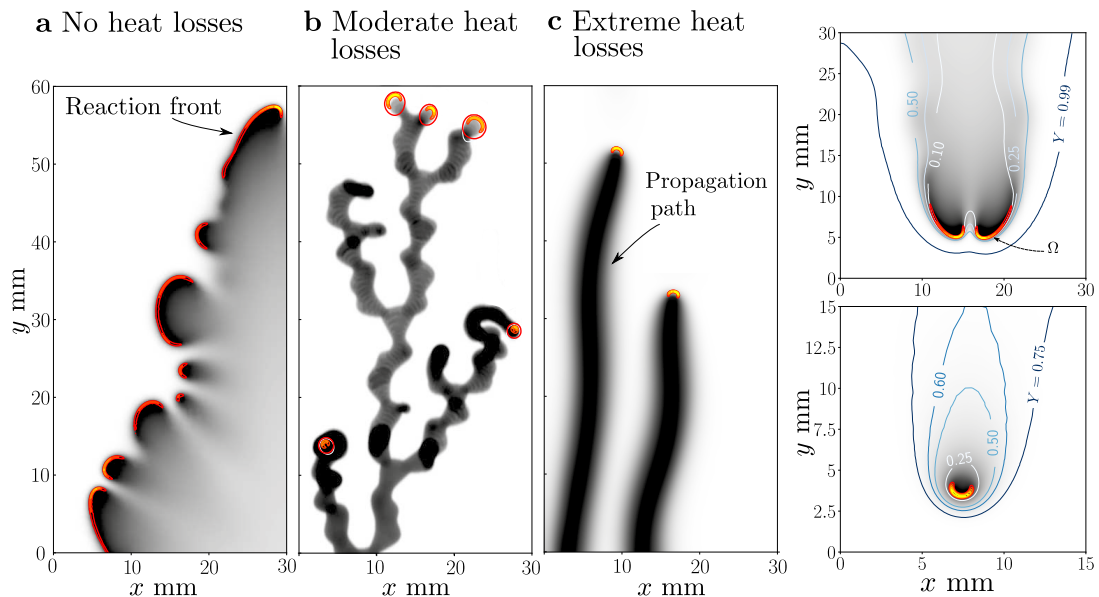 a No heat losses
b Moderate heat
losses
c Extreme heat
losses
Reaction front
Propagation
path
60
50
40
30
20
10
0
y mm
0 10 20 30
x mm
10 20 30
x mm
10 20 30
x mm
30
25
20
15
10
5
0
y mm
0.50
0.10
0.25
Y = 0.99
Ω
0 10 20 30
15
12.5
10
7.5
5
2.5
0
y mm
0.60
0.50
0.25
Y = 0.75
5 10 15
x mm